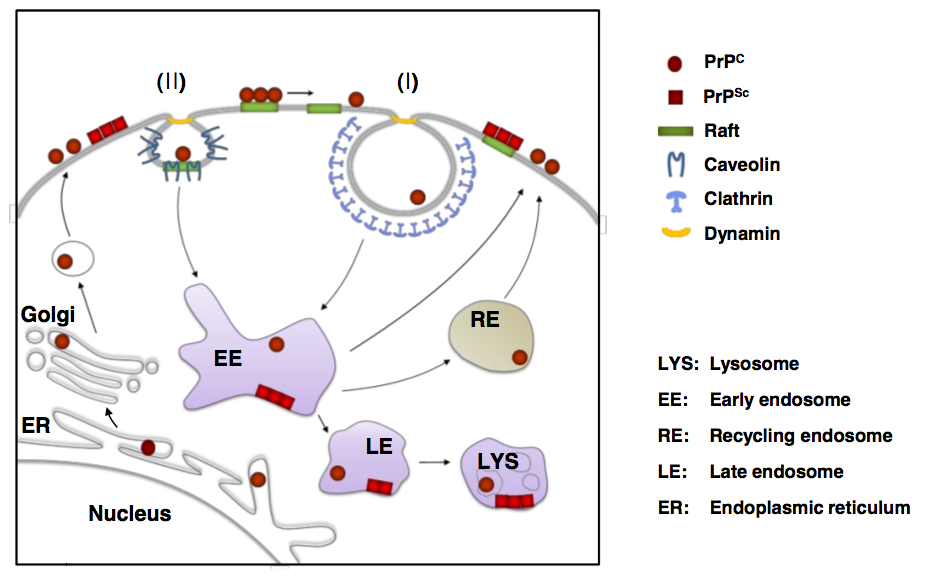 (II)
(I)
Golgi
EE
RE
ER
LE
LYS
Nucleus
PrPC
PrPSc
Raft
Caveolin
Clathrin
Dynamin
LYS: Lysosome
EE: Early endosome
RE: Recycling endosome
LE: Late endosome
ER: Endoplasmic reticulum